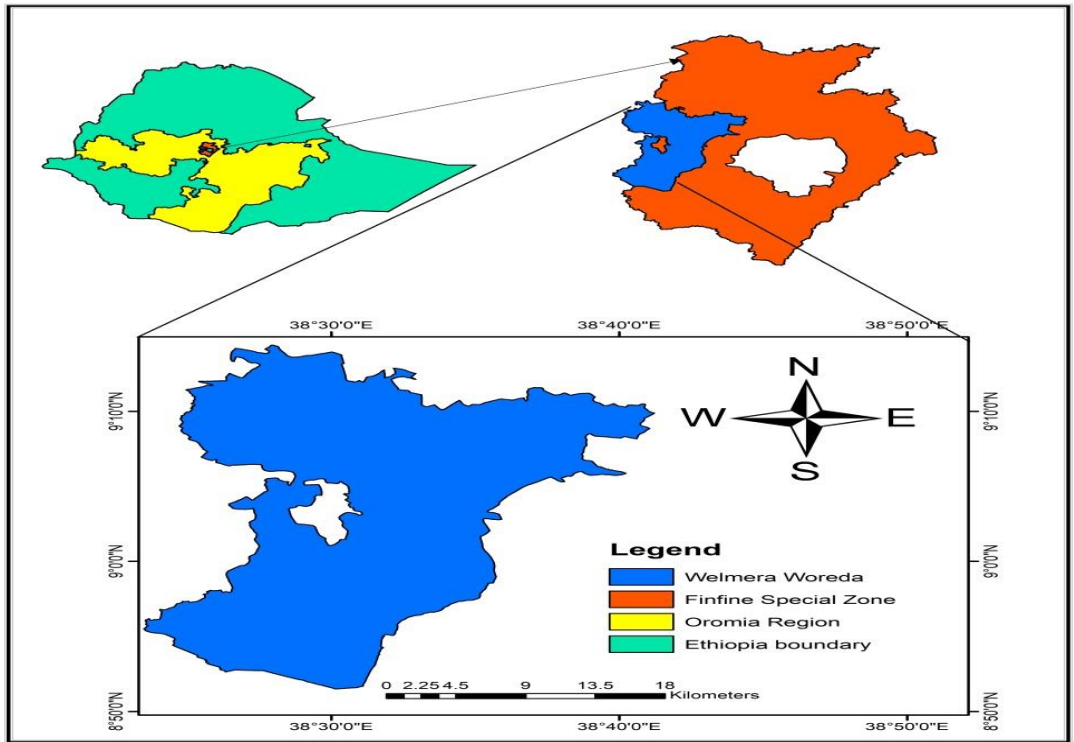 38°30'0"E 38°40'0"E 38°50'0"E
N
W E
S
9°10'0"N 9°10'0"N
9°0'0"N 9°0'0"N
Legend
Welmera Woreda
Finfine Special Zone
Oromia Region
Ethiopia boundary
0 2.25 4.5 9 13.5 18
Kilometers
8°50'0"N 8°50'0"N
38°30'0"E 38°40'0"E 38°50'0"E